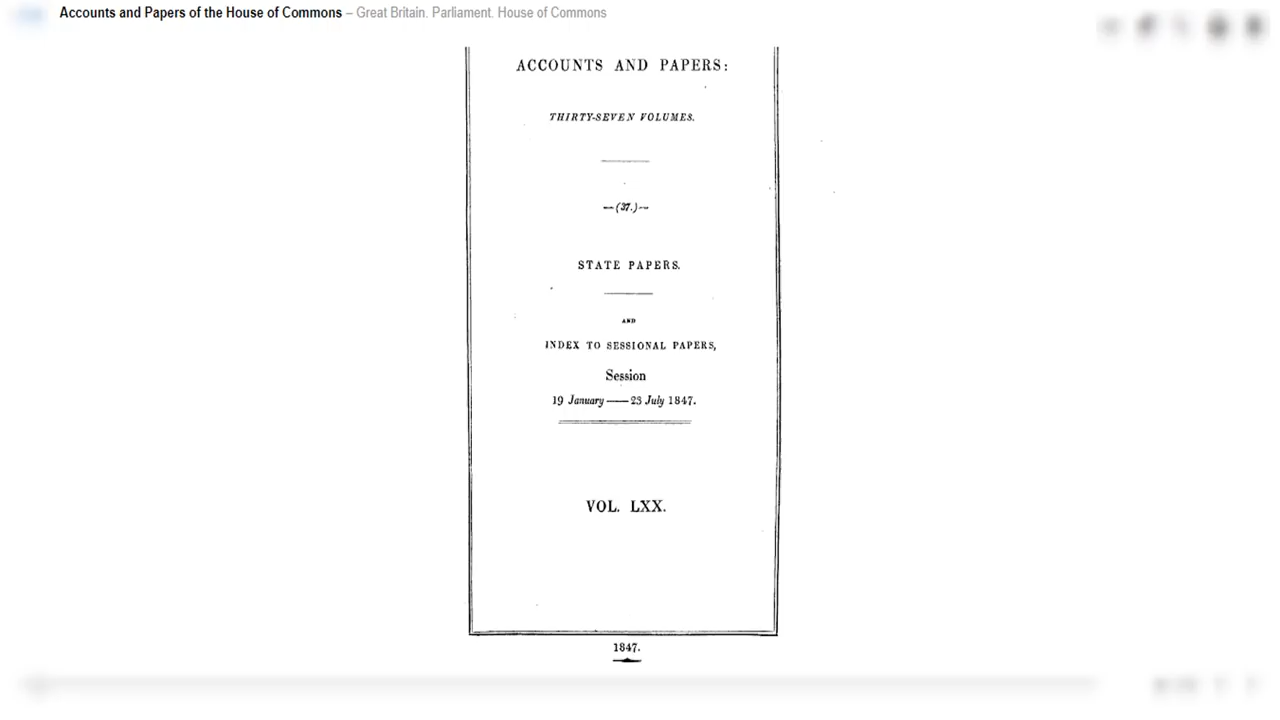 Accounts and Papers of the House of Commons – Great Britain. Parliament. House of Commons
ACCOUNTS AND PAPERS:
THIRTY-SEVEN VOLUMES.
—(37.)—
STATE PAPERS.
AND
INDEX TO SESSIONAL PAPERS,
Session
19 January — 23 July 1847.
VOL. LXX.
1847.